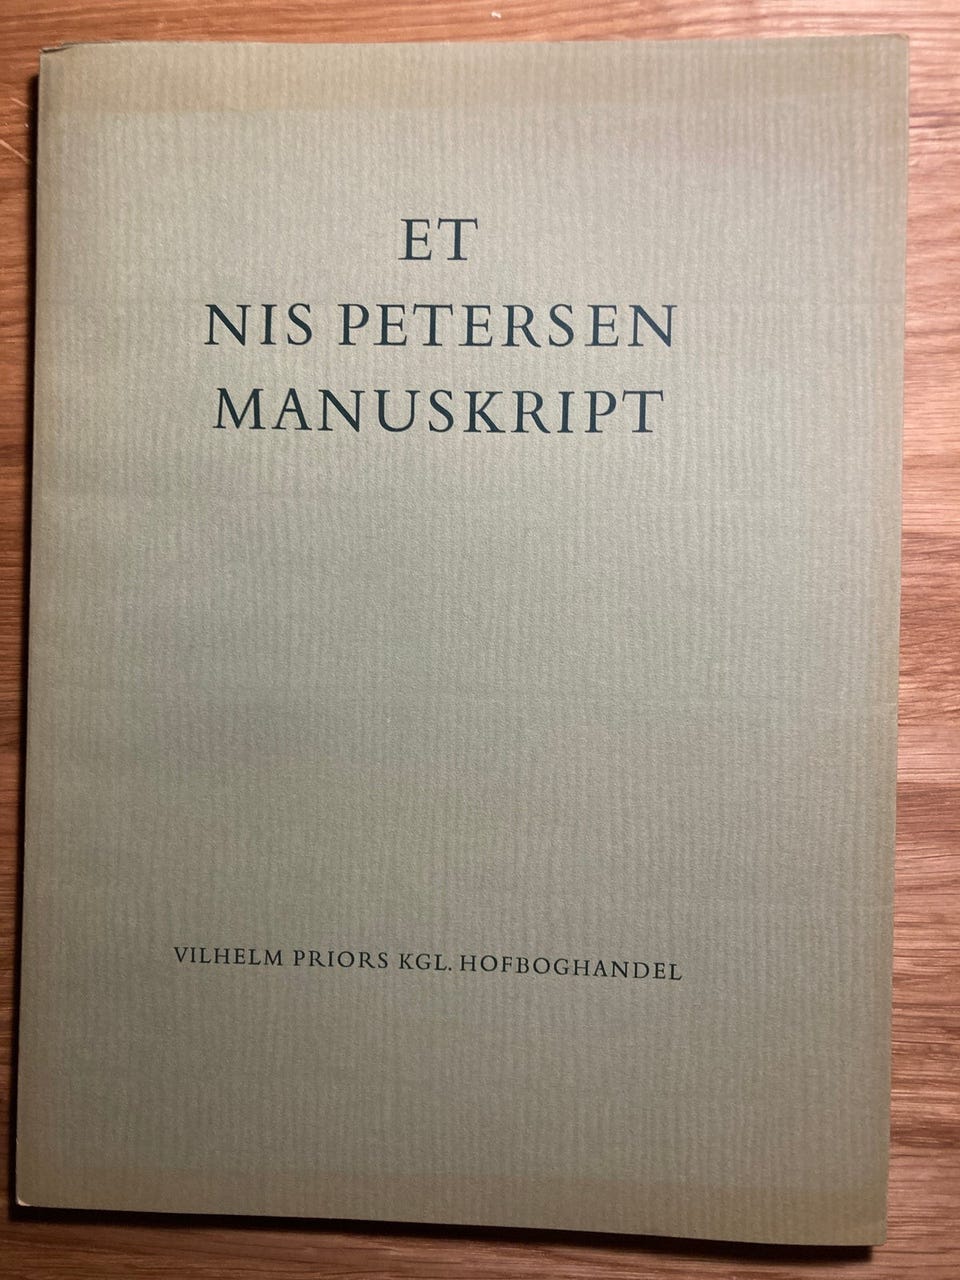 ET
NIS PETERSEN
MANUSKRIPT
VILHELM PRIORS KGL. HOFBOGHANDEL